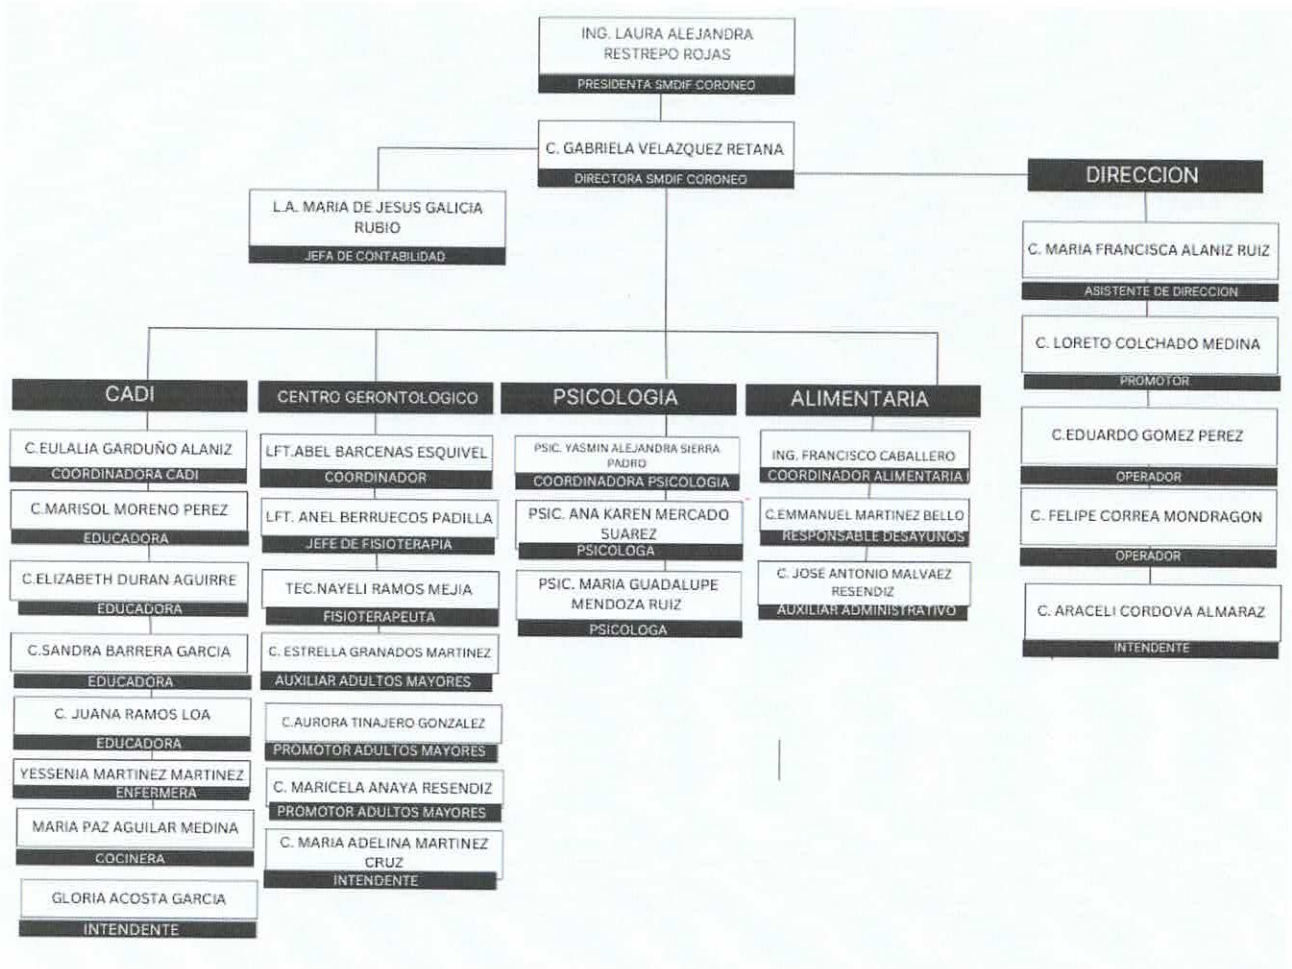 ING. LAURA ALEJANDRA
RESTREPO ROJAS
PRESIDENTA SMDIF CORONEO
C. GABRIELA VELAZQUEZ RETANA
DIRECTORA SMDIF CORONEO
L.A. MARIA DE JESUS GALICIA
RUBIO
JEFA DE CONTABILIDAD
DIRECCION
C. MARIA FRANCISCA ALANIZ RUIZ
ASISTENTE DE DIRECCION
C. LORETO COLCHADO MEDINA
PROMOTOR
C.EDUARDO GOMEZ PEREZ
OPERADOR
C. FELIPE CORREA MONDRAGON
OPERADOR
C. ARACELI CORDOVA ALMARAZ
INTENDENTE
CADI
C.EULALIA GARDUÑO ALANIZ
COORDINADORA CADI
C.MARISOL MORENO PEREZ
EDUCADORA
C.ELIZABETH DURAN AGUIRRE
EDUCADORA
C.SANDRA BARRERA GARCIA
EDUCADORA
C. JUANA RAMOS LOA
EDUCADORA
YESSENIA MARTINEZ MARTINEZ
ENFERMERA
MARIA PAZ AGUILAR MEDINA
COCINERA
GLORIA ACOSTA GARCIA
INTENDENTE
CENTRO GERONTOLOGICO
LFT.ABEL BARCENAS ESQUIVEL
COORDINADOR
LFT. ANEL BERRUECOS PADILLA
JEFE DE FISIOTERAPIA
TEC.NAYELI RAMOS MEJIA
FISIOTERAPEUTA
C. ESTRELLA GRANADOS MARTINEZ
AUXILIAR ADULTOS MAYORES
C.AURORA TINAJERO GONZALEZ
PROMOTOR ADULTOS MAYORES
C. MARICELA ANAYA RESENDIZ
PROMOTOR ADULTOS MAYORES
C. MARIA ADELINA MARTINEZ
CRUZ
INTENDENTE
PSICOLOGIA
PSIC. YASMIN ALEJANDRA SIERRA
PADRO
COORDINADORA PSICOLOGIA
PSIC. ANA KAREN MERCADO
SUAREZ
PSICOLOGA
PSIC. MARIA GUADALUPE
MENDOZA RUIZ
PSICOLOGA
ALIMENTARIA
ING. FRANCISCO CABALLERO
COORDINADOR ALIMENTARIA
C.EMMANUEL MARTINEZ BELLO
RESPONSABLE DESAYUNOS
C. JOSE ANTONIO MALVAEZ
RESENDIZ
AUXILIAR ADMINISTRATIVO